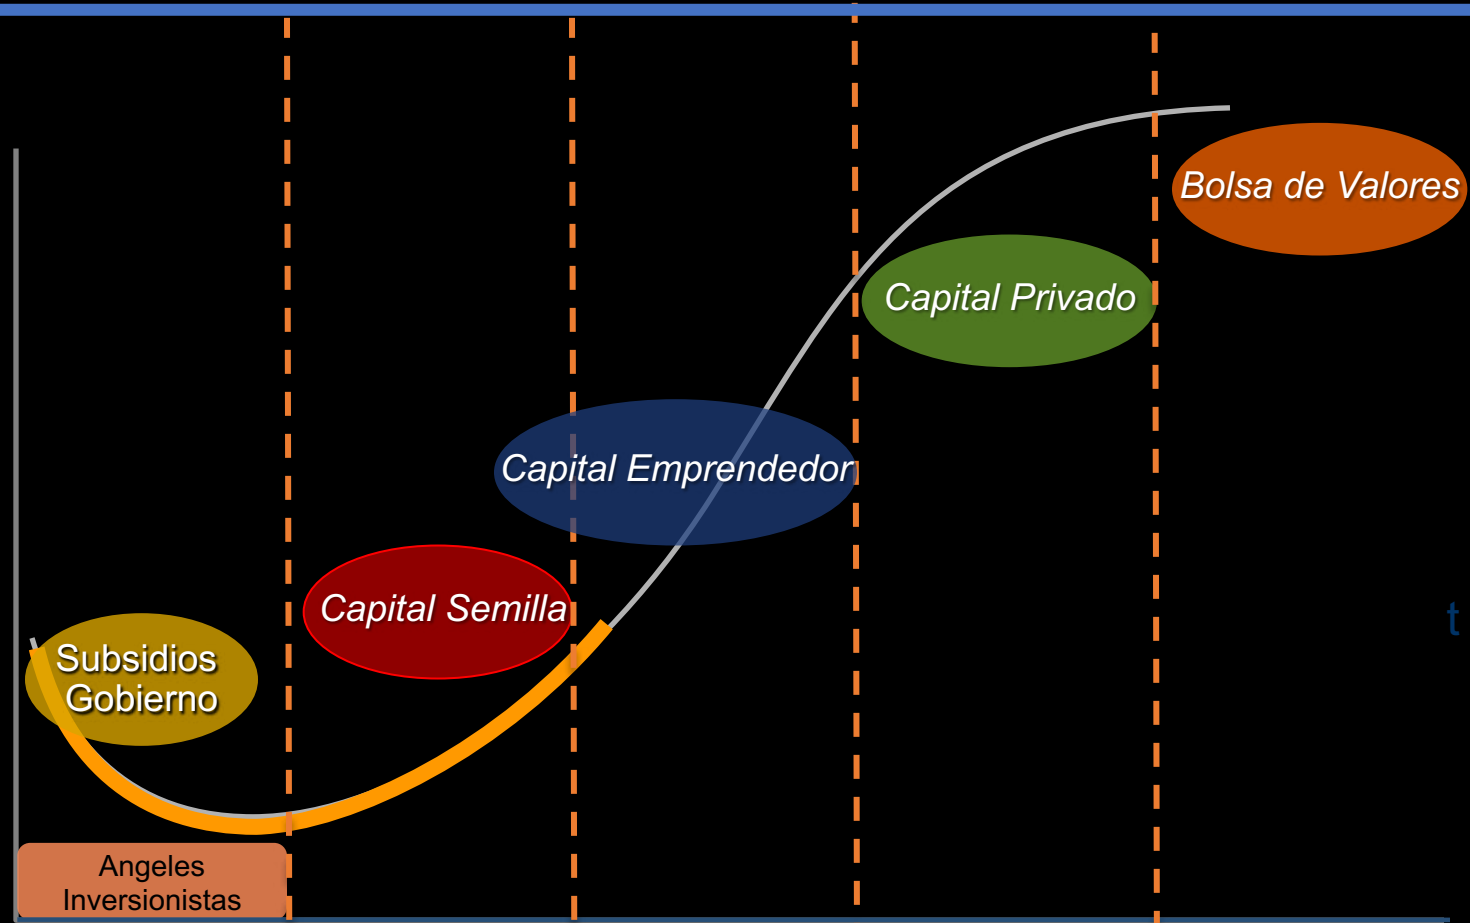 Bolsa de Valores
Capital Privado
Capital Emprendedor
Capital Semilla
t
Subsidios
Gobierno
Angeles
Inversionistas